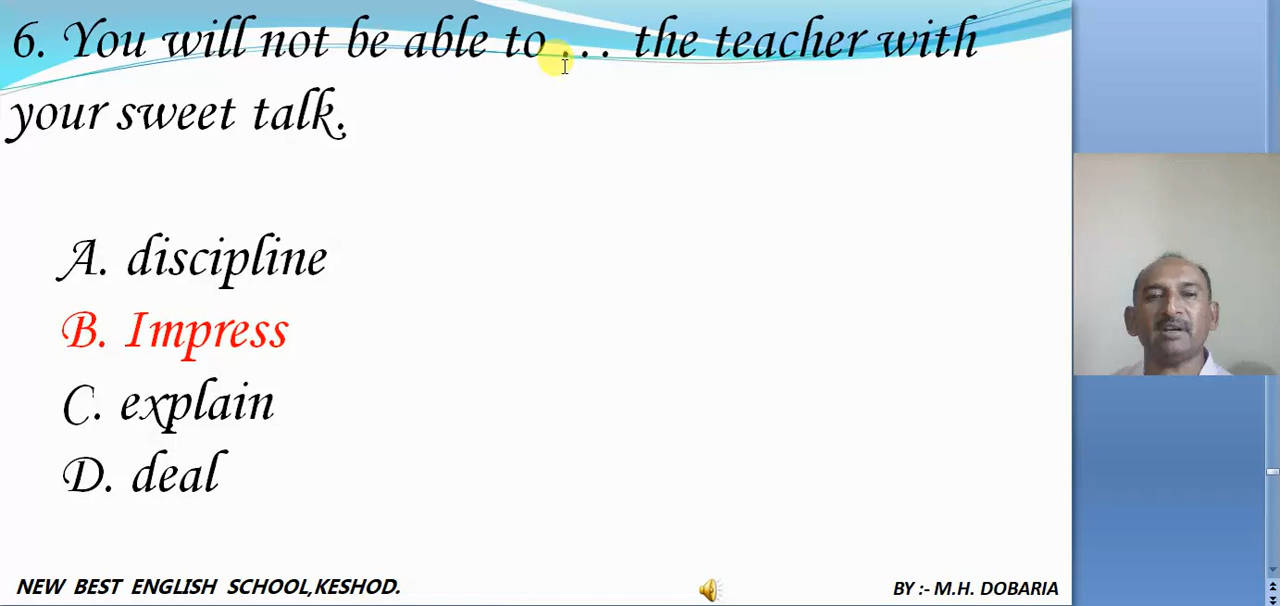 6. You will not be able to ... the teacher with
your sweet talk.
A. discipline
B. Impress
C. explain
D. deal
NEW BEST ENGLISH SCHOOL,KESHOD.
BY :- M.H. DOBARIA